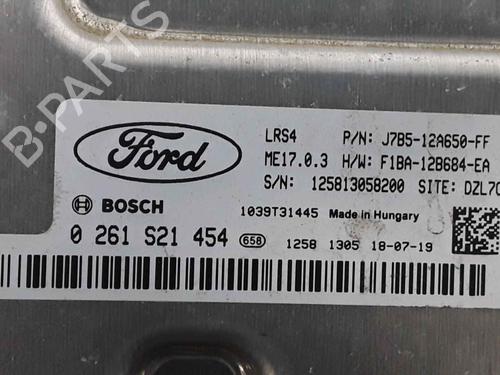 B-PARTS
Ford
LRS4 P/N: J7B5-12A650-FF
ME17.0.3 H/W: F1BA-12B684-EA
S/N: 125813058200 SITE: DZL7C
BOSCH 1039T31445 Made in Hungary
0 261 S21 454 658 1258 1305 18-07-19